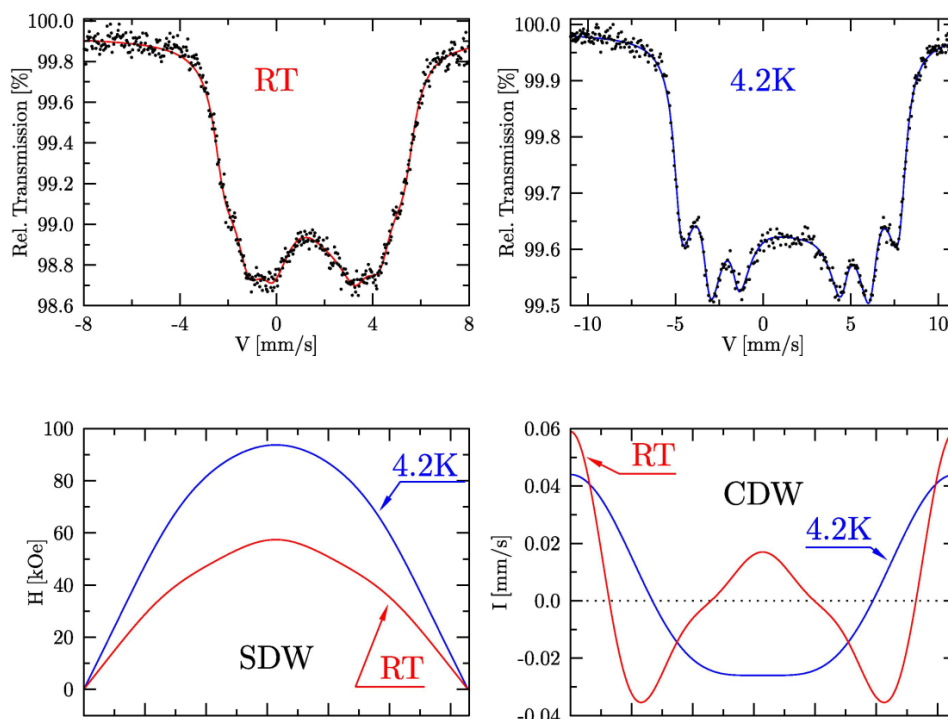 100.0
99.8
99.6
99.4
99.2
99.0
98.8
98.6
Rel. Transmission [%]
RT
-8
-4
0
4
8
V [mm/s]
100.0
99.9
99.8
99.7
99.6
99.5
Rel. Transmission [%]
4.2K
-10
-5
0
5
10
V [mm/s]
100
80
60
40
20
0
H [kOe]
4.2K
SDW
RT
0.06
0.04
0.02
0.0
-0.02
-0.04
I [mm/s]
RT
CDW
4.2K